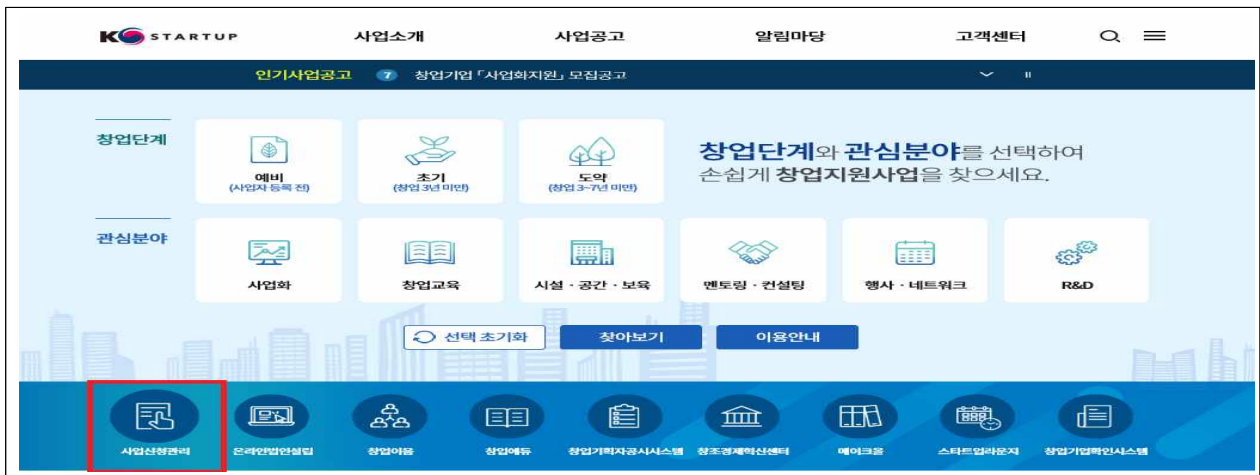 K STARTUP 사업소개 사업공고 알림마당 고객센터
인기사업공고 7 창업기업 「사업화지원」 모집공고
창업단계
예비
(사업자 등록 전)
초기
(창업 3년 미만)
도약
(창업 3~7년 미만)
창업단계와 관심분야를 선택하여
손쉽게 창업지원사업을 찾으세요.
관심분야
사업화
창업교육
시설 · 공간 · 보육
멘토링 · 컨설팅
행사 · 네트워크
R&D
선택 초기화 찾아보기 이용안내
사업신청관리 온라인법인설립 창업이음 창업에듀 창업기획자공시시스템 창조경제혁신센터 메이크올 스타트업라운지 창업기업확인시스템